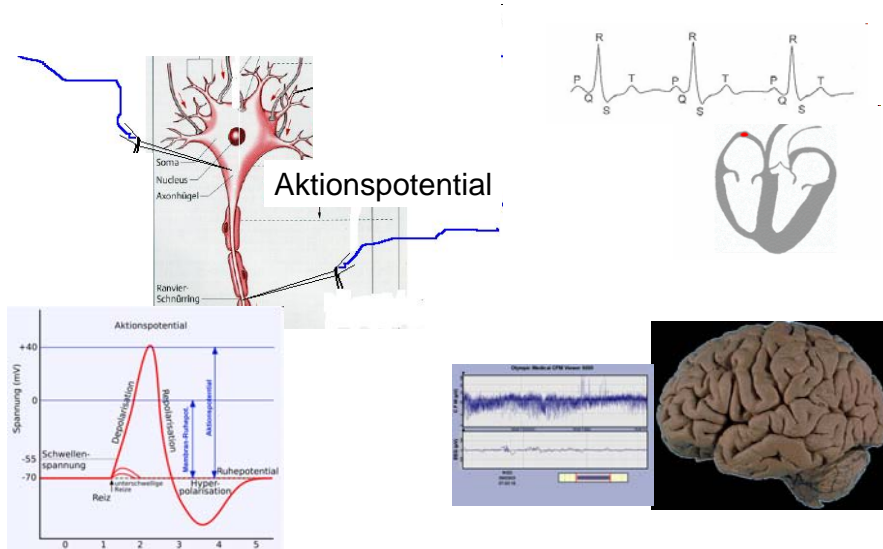 R R R
P T P T P T
Q Q Q
S S S
Soma
Nucleus
Axonhügel
Aktionspotential
Ranvier-
Schnürring
Aktionspotential
Spannung (mV)
+40
0
Schwellen-
spannung
-55
-70
Depolarisation
Repolarisation
Membran-Ruhepot.
Aktionspotential
Ruhepotential
unterschwellige
Reize
Reiz
Hyper-
polarisation
0 1 2 3 4 5
Olympic Medical CFM Viewer 6000